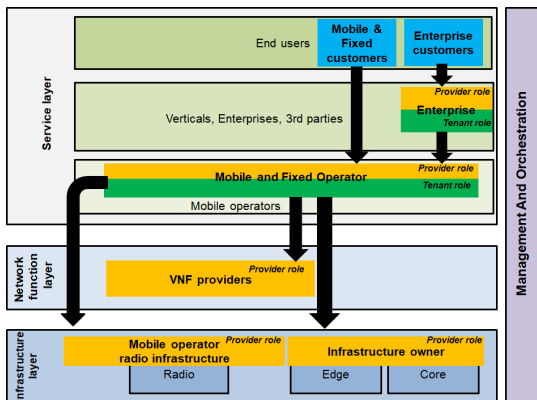 Service layer
End users
Mobile &
Fixed
customers
Enterprise
customers
Verticals, Enterprises, 3rd parties
Provider role
Enterprise
Tenant role
Provider role
Mobile and Fixed Operator
Tenant role
Mobile operators
Network
function
layer
Provider role
VNF providers
Infrastructure
layer
Mobile operator
Provider role
radio infrastructure
Radio
Provider role
Infrastructure owner
Edge
Core
Management And Orchestration